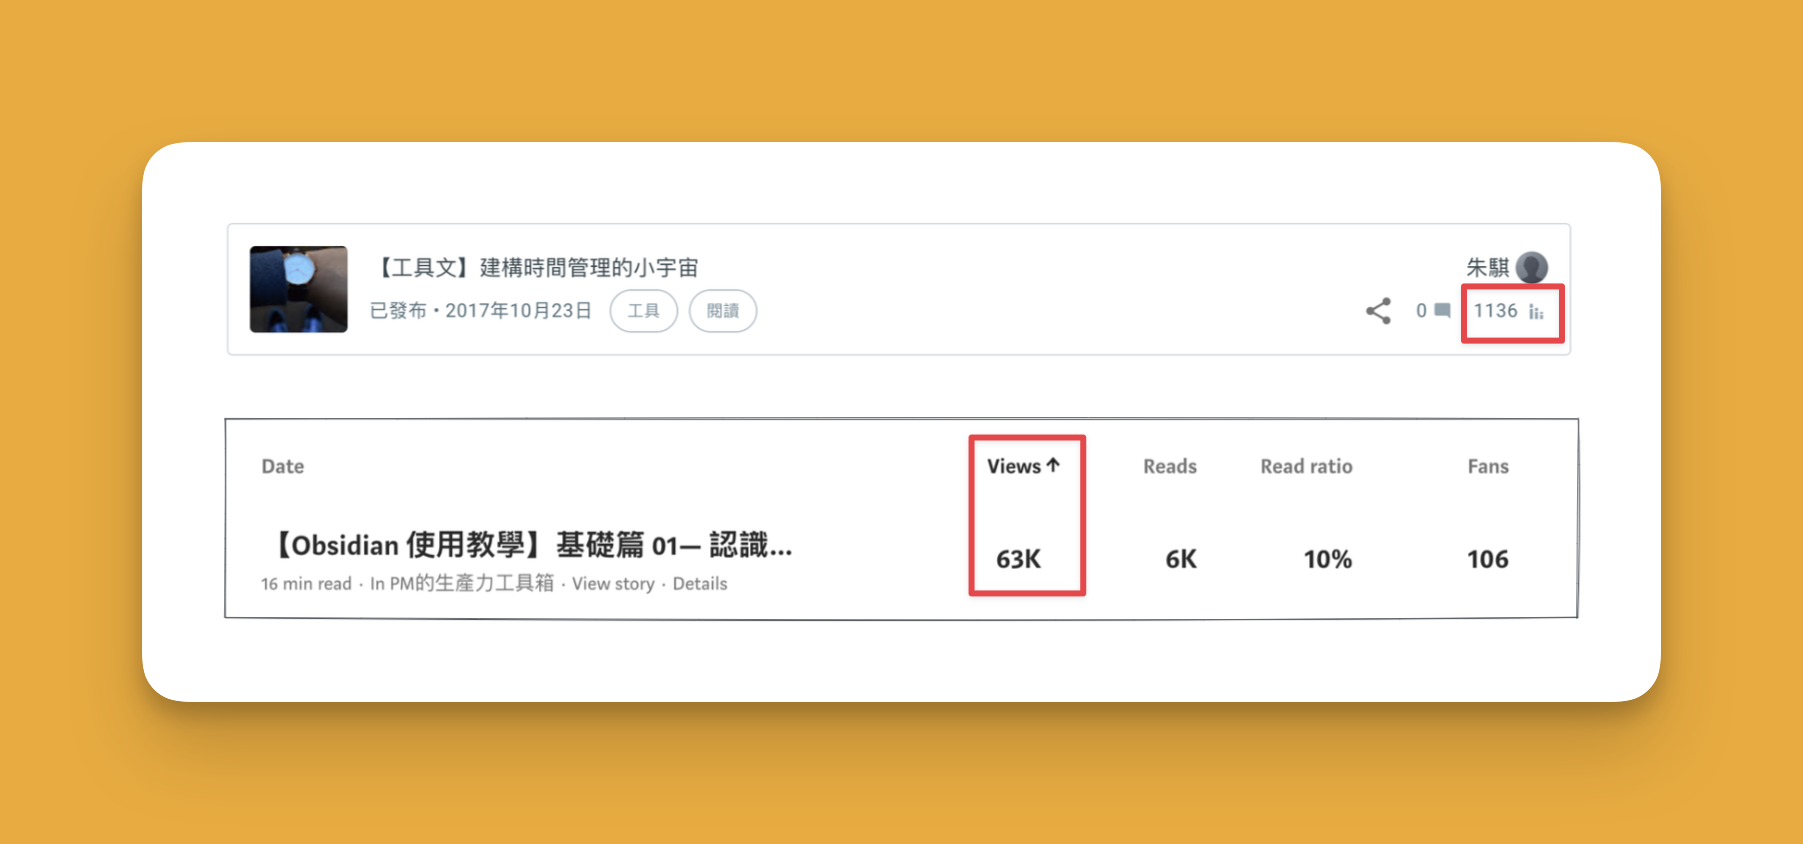 【工具文】建構時間管理的小宇宙
朱騏
已發布・2017年10月23日 工具 閱讀
0 1136
Date Views ↑ Reads Read ratio Fans
【Obsidian 使用教學】基礎篇 01— 認識... 63K 6K 10% 106
16 min read · In PM的生產力工具箱 · View story · Details